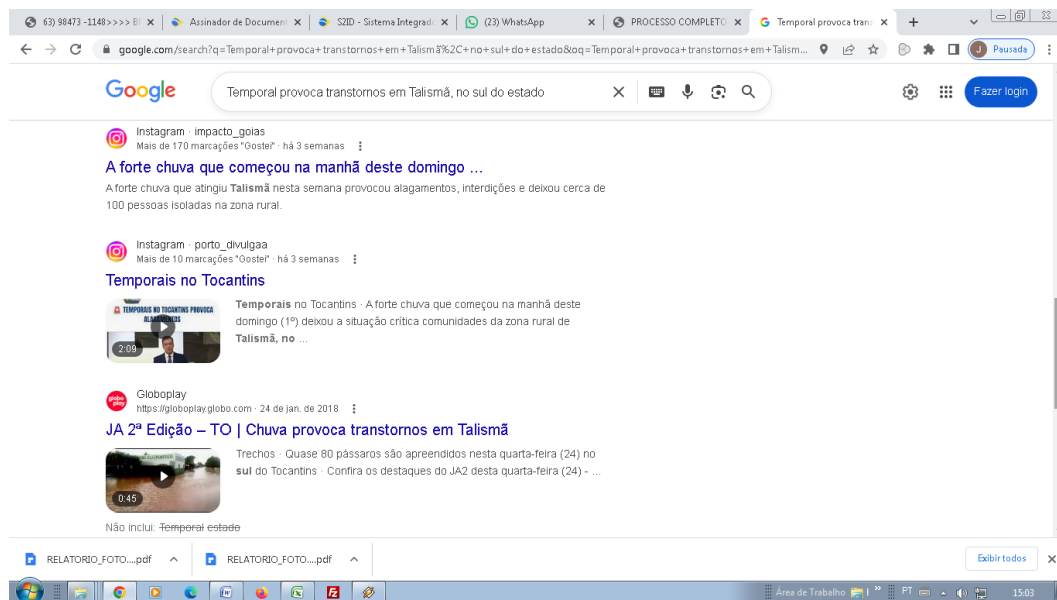 63) 98473 -1148>>>> Bl
Assinador de Document
S2ID - Sistema Integrad
(23) WhatsApp
PROCESSO COMPLETO
Temporal provoca trans
google.com/search?q=Temporal+provoca+transtornos+em+Talism%2C+no+sul+do+estado&oq=Temporal+provoca+transtornos+em+Talism...
J
Pausada
Google
Temporal provoca transtornos em Talismã, no sul do estado
Fazer login
Instagram · impacto_goias
Mais de 170 marcações "Gostei" · há 3 semanas
A forte chuva que começou na manhã deste domingo ...
A forte chuva que atingiu Talismã nesta semana provocou alagamentos, interdições e deixou cerca de
100 pessoas isoladas na zona rural.
Instagram · porto_divulgaa
Mais de 10 marcações "Gostei" · há 3 semanas
Temporais no Tocantins
TEMPORAIS NO TOCANTINS PROVOCA
ALAGAMENTOS
2:09
Temporais no Tocantins · A forte chuva que começou na manhã deste
domingo (1º) deixou a situação crítica comunidades da zona rural de
Talismã, no ...
globo
play
Globoplay
https://globoplay.globo.com · 24 de jan. de 2018
JA 2ª Edição – TO | Chuva provoca transtornos em Talismã
0:45
Trechos · Quase 80 pássaros são apreendidos nesta quarta-feira (24) no
sul do Tocantins · Confira os destaques do JA2 desta quarta-feira (24) - ...
Não inclui: Temporal estado
RELATORIO_FOTO....pdf
RELATORIO_FOTO....pdf
Exibir todos
Área de Trabalho
PT
15:03